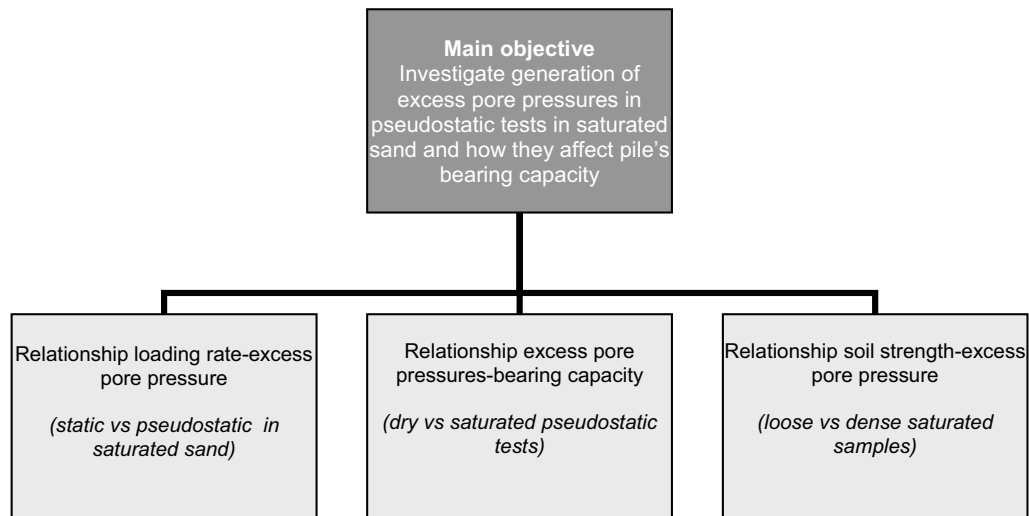 Main objective
Investigate generation of
excess pore pressures in
pseudostatic tests in saturated
sand and how they affect pile's
bearing capacity
Relationship loading rate-excess
pore pressure
(static vs pseudostatic in
saturated sand)
Relationship excess pore
pressures-bearing capacity
(dry vs saturated pseudostatic
tests)
Relationship soil strength-excess
pore pressure
(loose vs dense saturated
samples)